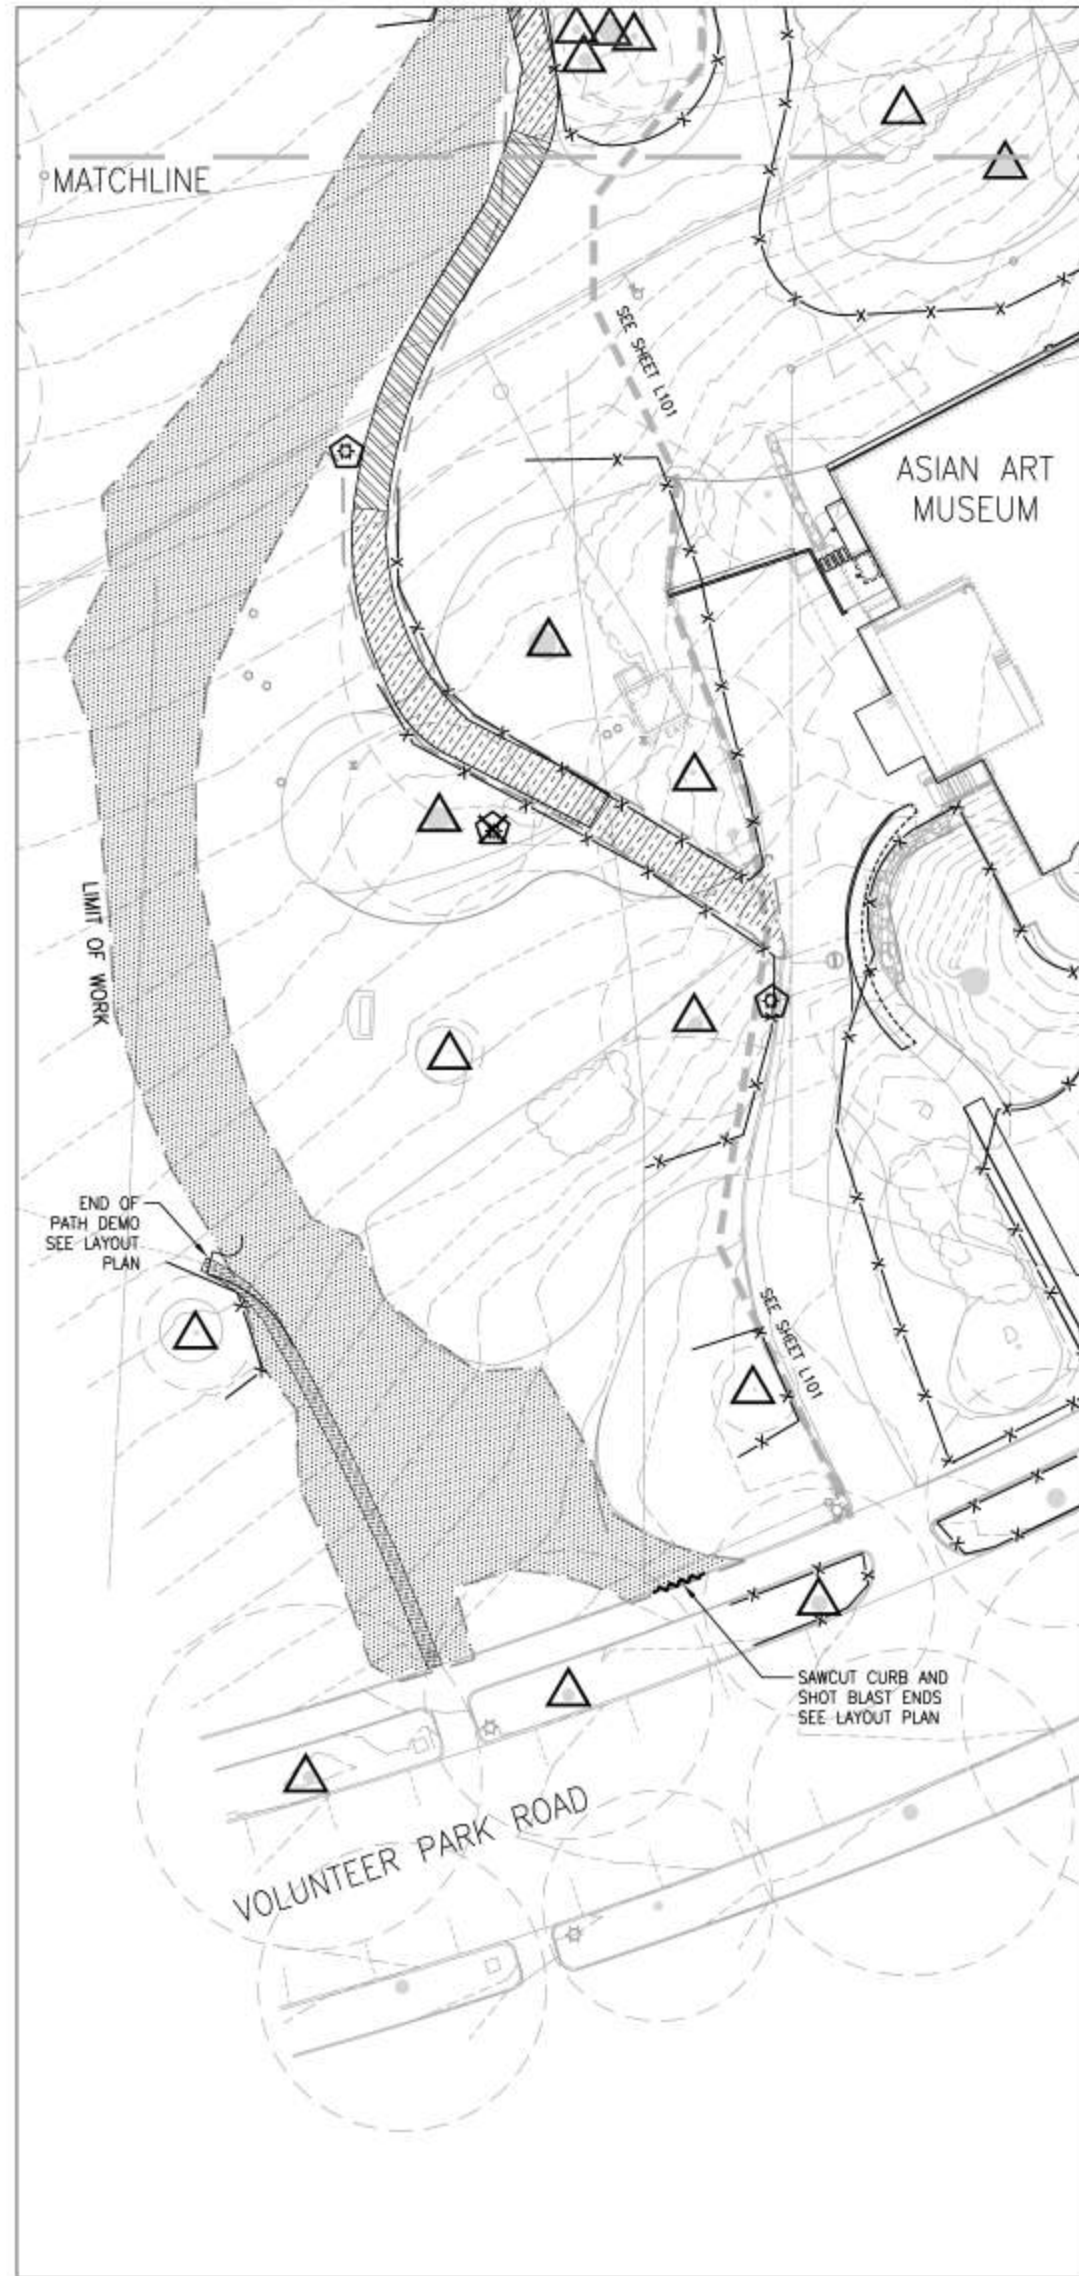 MATCHLINE
SEE SHEET L101
ASIAN ART
MUSEUM
LIMIT OF WORK
END OF
PATH DEMO
SEE LAYOUT
PLAN
SEE SHEET L101
SAWCUT CURB AND
SHOT BLAST ENDS
SEE LAYOUT PLAN
VOLUNTEER PARK ROAD